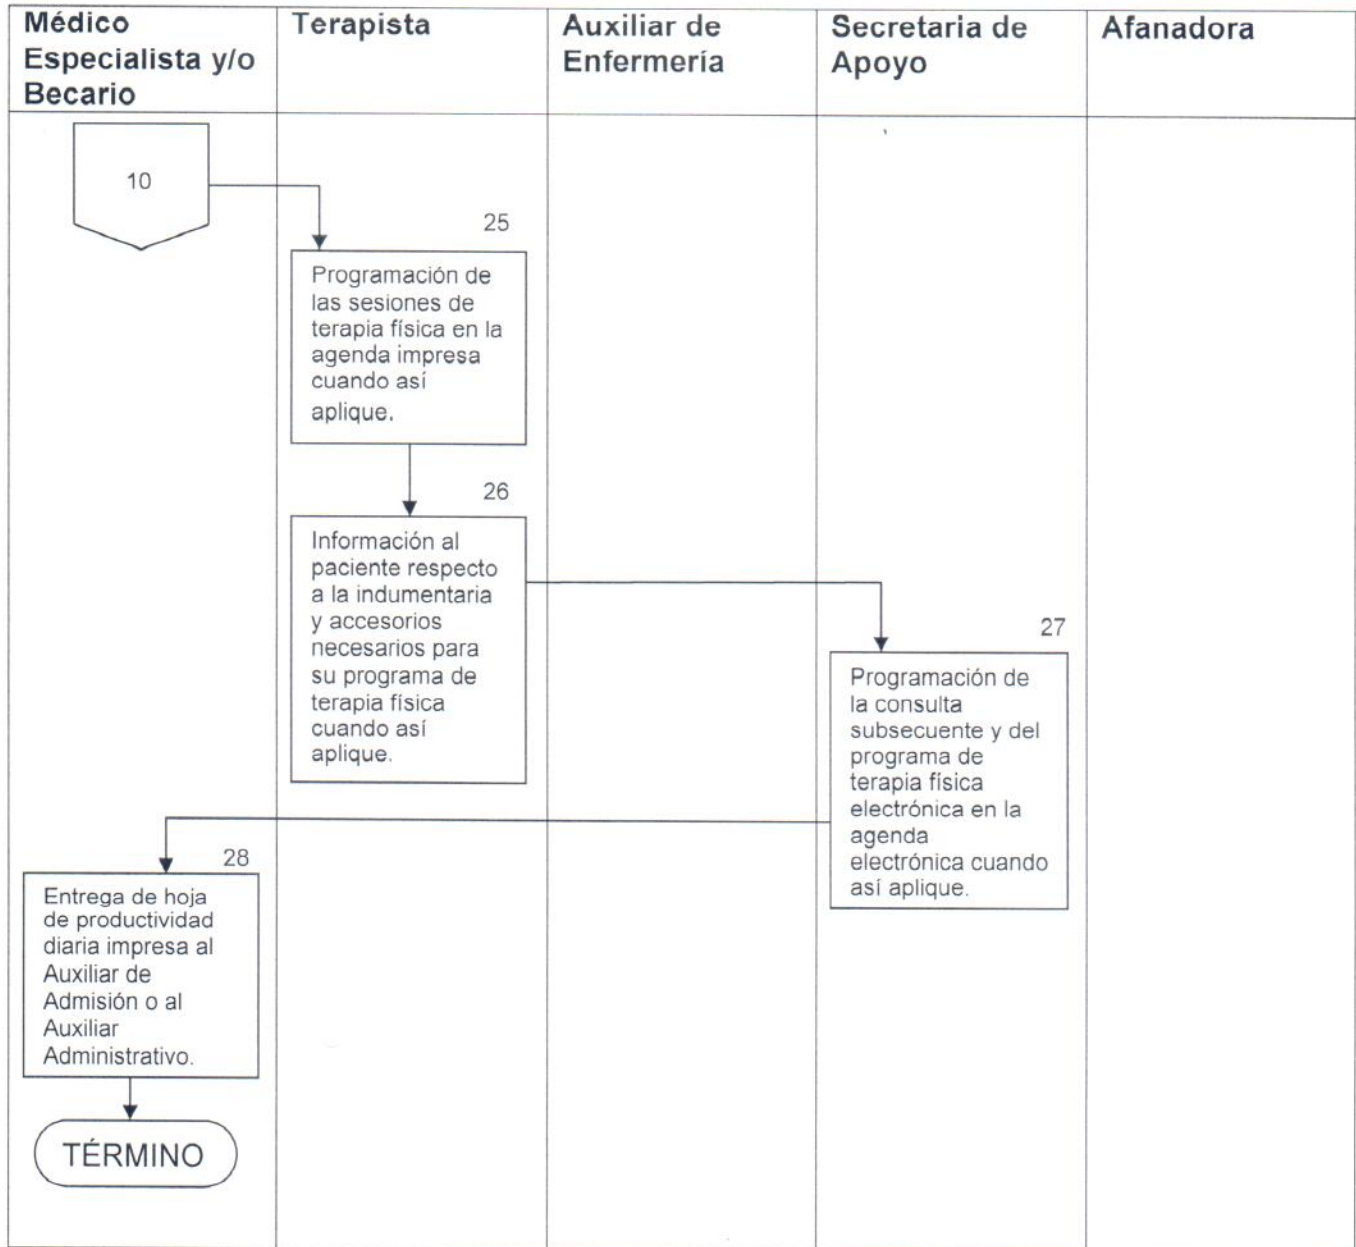 Médico
Especialista y/o
Becario
Terapista
Auxiliar de
Enfermería
Secretaria de
Apoyo
Afanadora
10
25
Programación de
las sesiones de
terapia física en la
agenda impresa
cuando así
aplique.
26
Información al
paciente respecto
a la indumentaria
y accesorios
necesarios para
su programa de
terapia física
cuando así
aplique.
27
Programación de
la consulta
subsecuente y del
programa de
terapia física
electrónica en la
agenda
electrónica cuando
así aplique.
28
Entrega de hoja
de productividad
diaria impresa al
Auxiliar de
Admisión o al
Auxiliar
Administrativo.
TÉRMINO